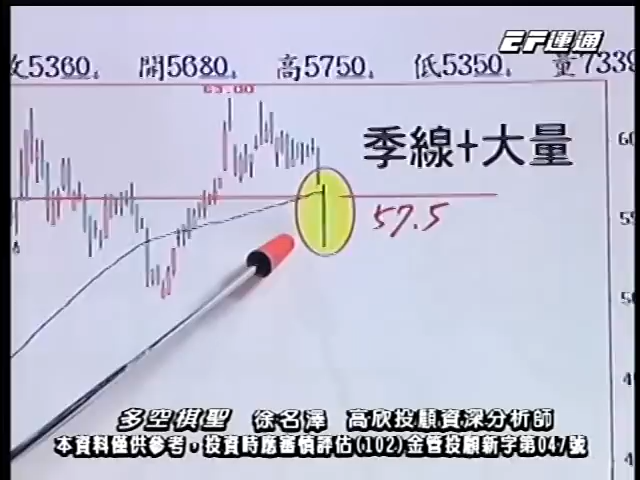 EF運通
收5360 開5680 高5750 低5350 量7339
63.00
季線+大量
57.5
多空棋聖 徐名澤 高欣投顧資深分析師
本資料僅供參考，投資時應審慎評估(102)金管投顧新字第047號